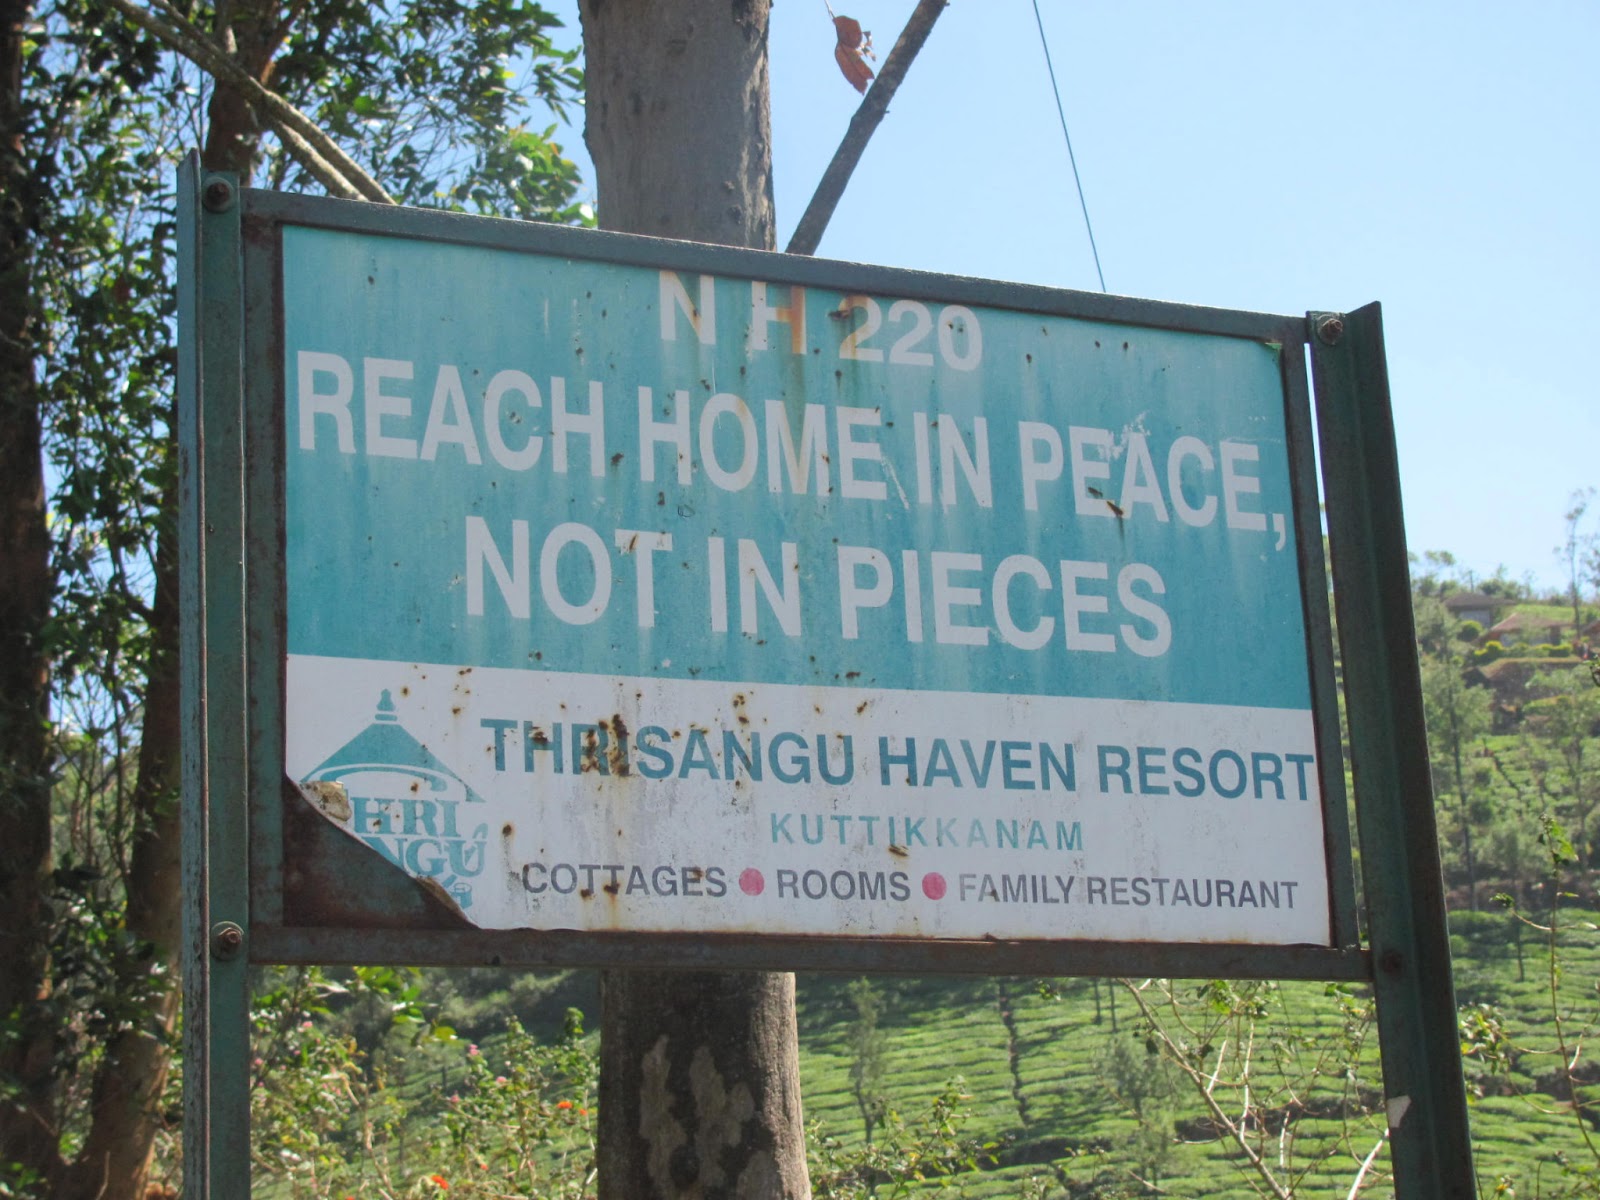 NH 220
REACH HOME IN PEACE,
NOT IN PIECES
THRISANGU HAVEN RESORT
KUTTIKKANAM
COTTAGES • ROOMS • FAMILY RESTAURANT